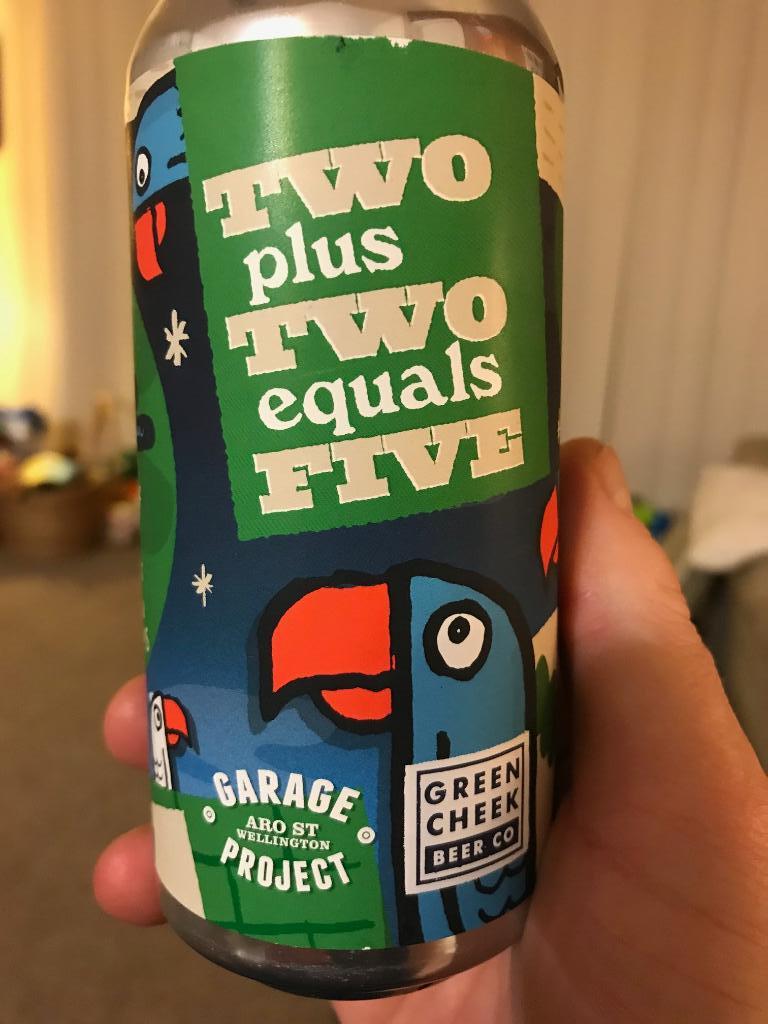 TWO
plus
TWO
equals
FIVE
GARAGE
ARO ST
WELLINGTON
PROJECT
GREEN
CHEEK
BEER CO